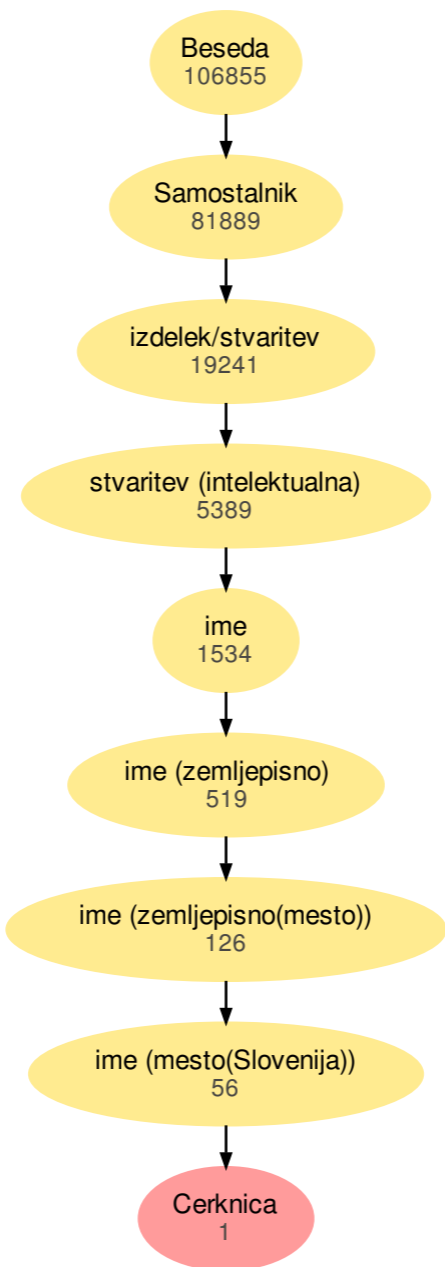 Beseda
106855
Samostalnik
81889
izdelek/stvaritev
19241
stvaritev (intelektualna)
5389
ime
1534
ime (zemljepisno)
519
ime (zemljepisno(mesto))
126
ime (mesto(Slovenija))
56
Cerknica
1